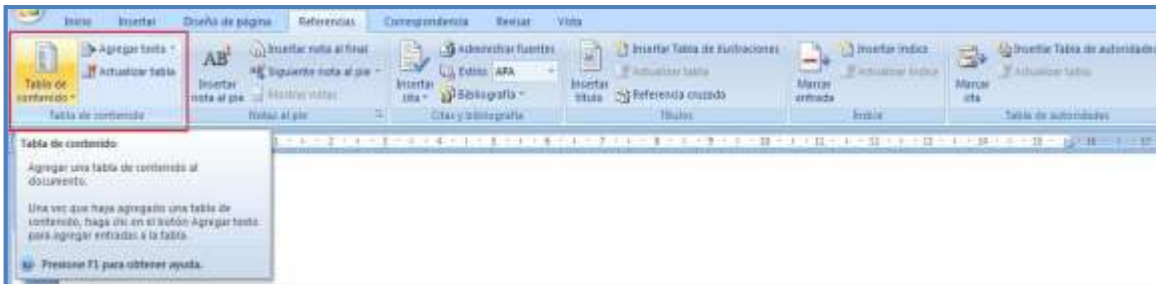 Inicio Insertar Diseño de página Referencias Correspondencia Revisar Vista
Tabla de contenido
Agregar texto
Actualizar tabla
Tabla de contenido
AB¹
Insertar nota al pie
Insertar nota al final
Siguiente nota al pie
Mostrar notas
Notas al pie
Insertar cita
Administrar fuentes
Estilo: APA
Bibliografía
Citas y bibliografía
Insertar título
Insertar Tabla de ilustraciones
Actualizar tabla
Referencia cruzada
Títulos
Marcar entrada
Insertar índice
Actualizar índice
Índice
Marcar cita
Insertar Tabla de autoridades
Actualizar tabla
Tabla de autoridades
Tabla de contenido
Agregar una tabla de contenido al
documento.
Una vez que haya agregado una tabla de
contenido, haga clic en el botón Agregar texto
para agregar entradas a la tabla.
Presione F1 para obtener ayuda.